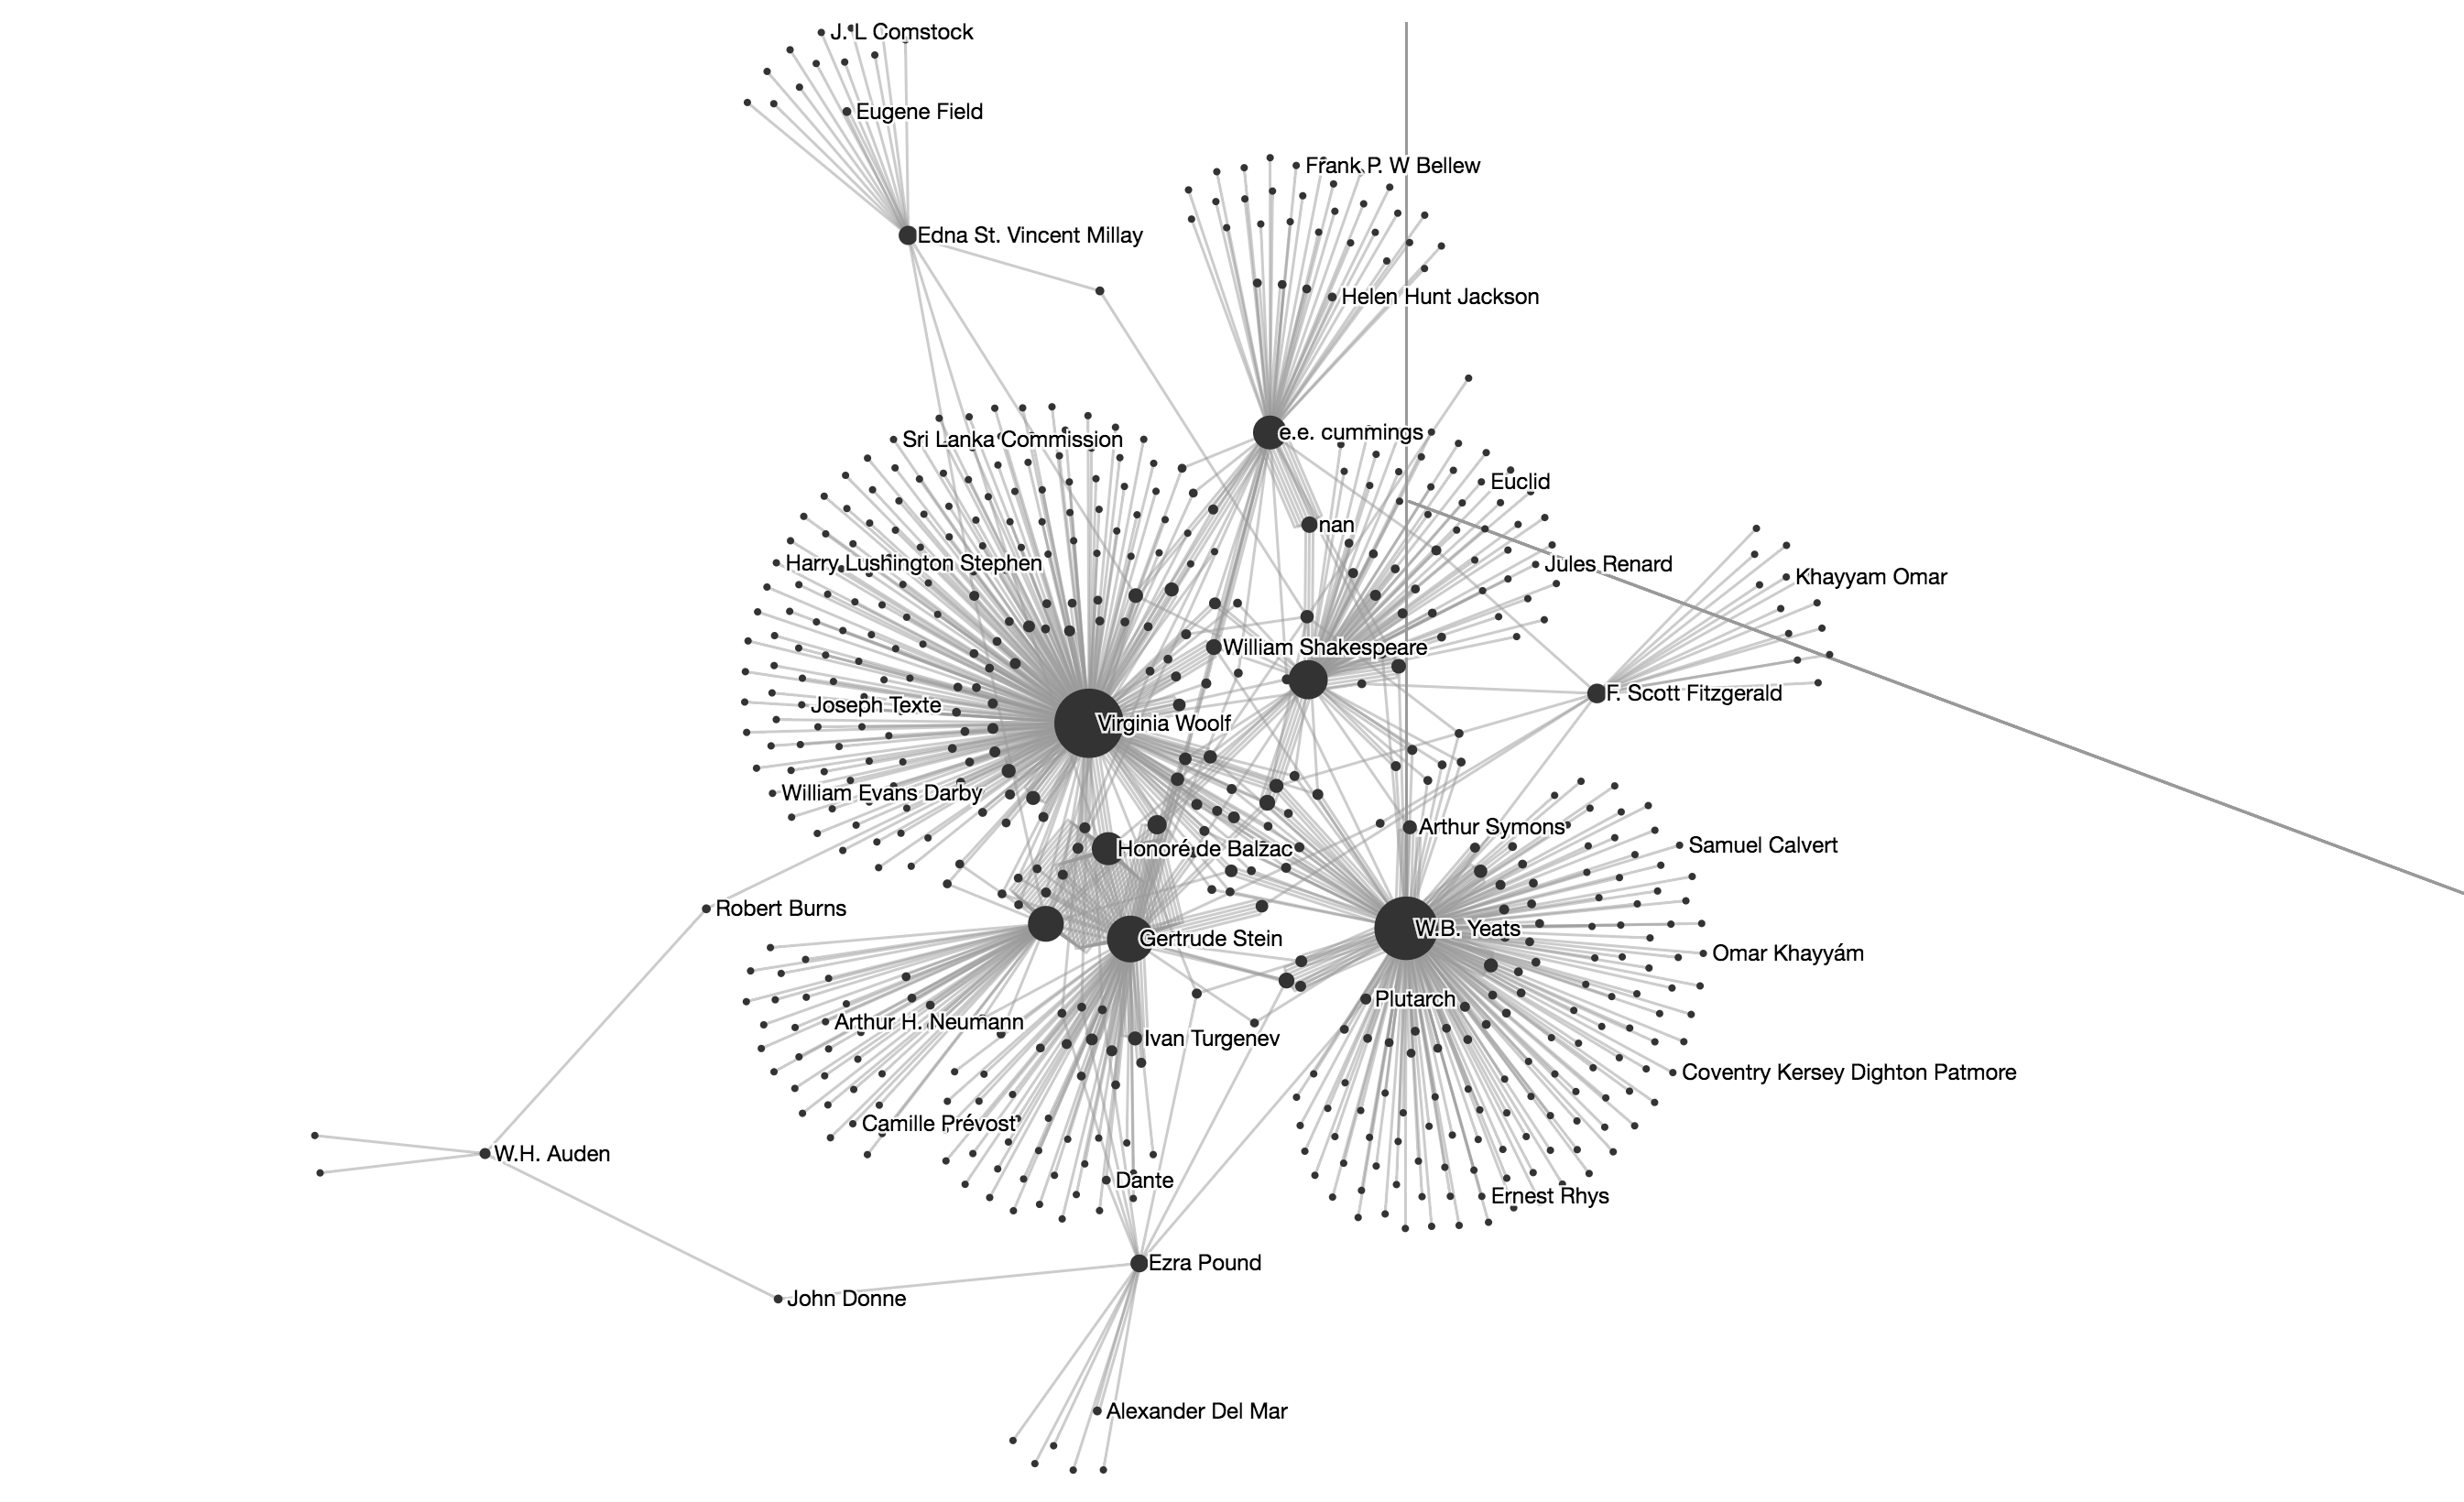 J. L Comstock
Eugene Field
Frank P. W Bellew
Edna St. Vincent Millay
Helen Hunt Jackson
e.e. cummings
Sri Lanka Commission
Euclid
nan
Harry Lushington Stephen
Jules Renard
Khayyam Omar
William Shakespeare
F. Scott Fitzgerald
Joseph Texte
Virginia Woolf
William Evans Darby
Arthur Symons
Samuel Calvert
Honoré de Balzac
Robert Burns
W.B. Yeats
Gertrude Stein
Omar Khayyám
Plutarch
Arthur H. Neumann
Ivan Turgenev
Coventry Kersey Dighton Patmore
Camille Prévost
W.H. Auden
Dante
Ernest Rhys
Ezra Pound
John Donne
Alexander Del Mar